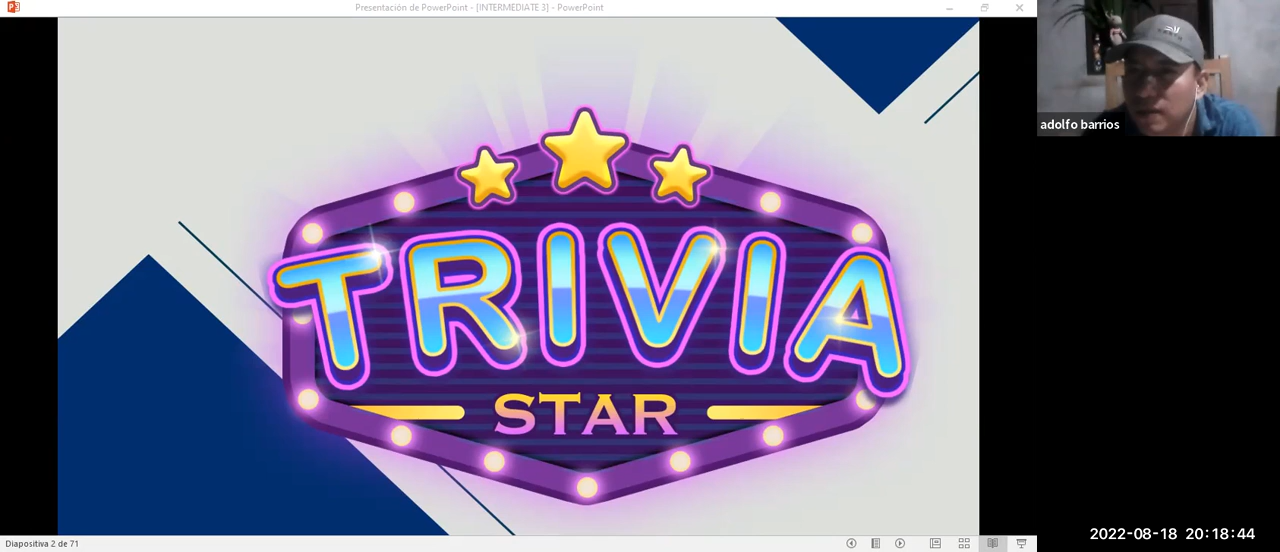 Presentación de PowerPoint - [INTERMEDIATE 3] - PowerPoint
TRIVIA
STAR
adolfo barrios
Diapositiva 2 de 71
2022-08-18 20:18:44